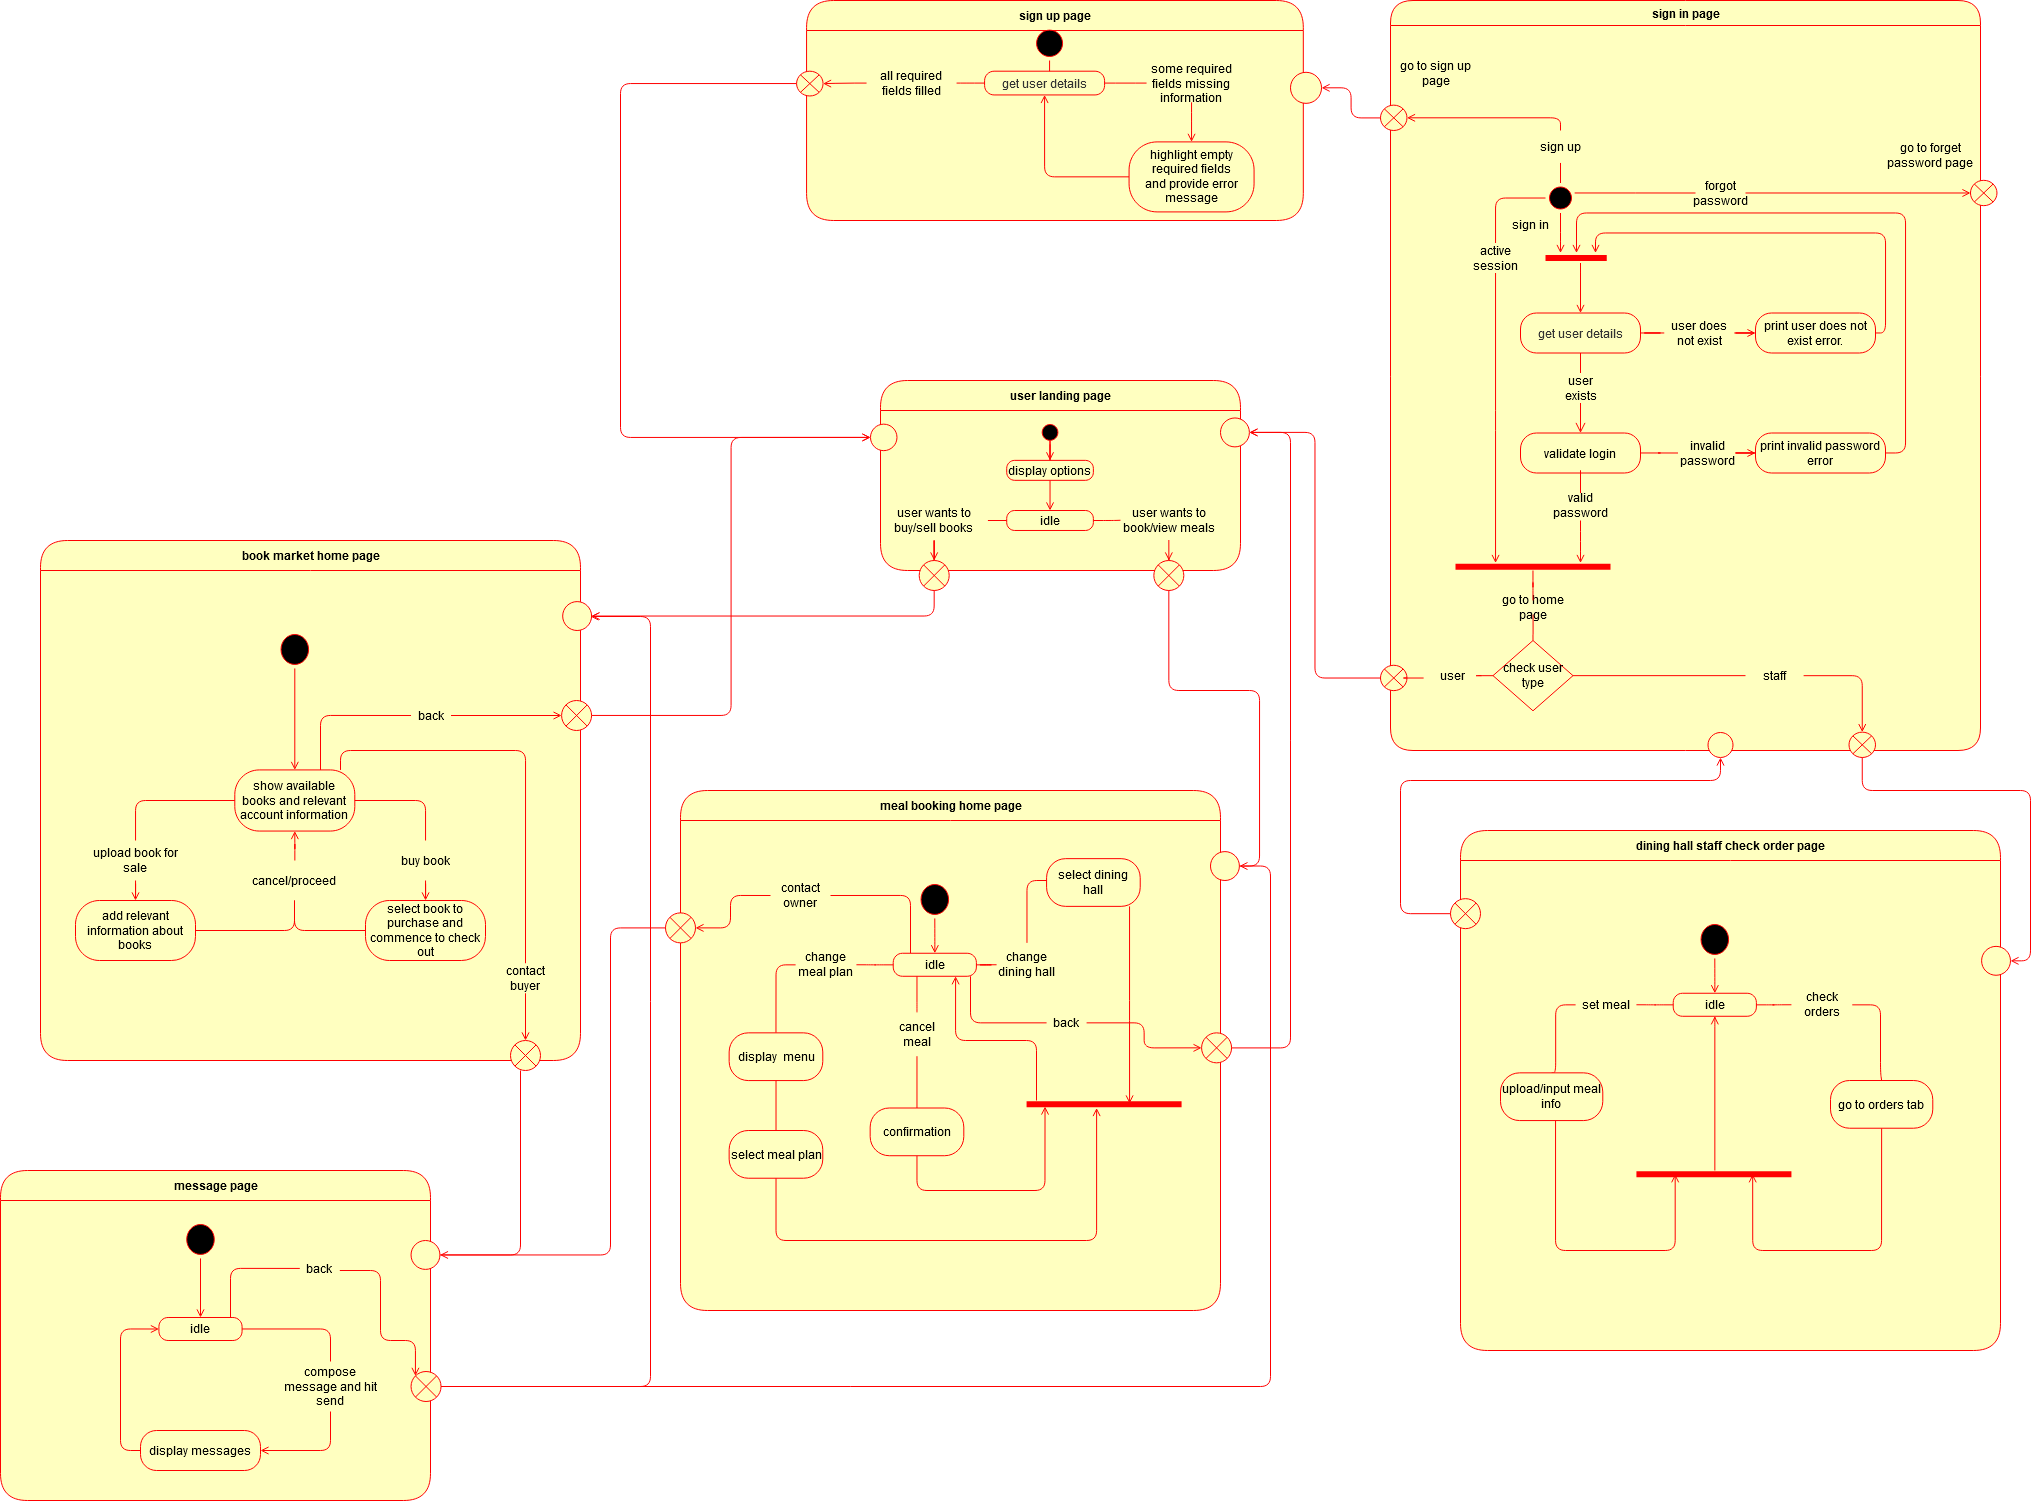 sign up page
get user details
all required
fields filled
some required
fields missing
information
highlight empty
required fields
and provide error
message
sign in page
go to sign up
page
sign up
go to forget
password page
forgot
password
sign in
active
session
get user details
user does
not exist
print user does not
exist error.
user
exists
validate login
invalid
password
print invalid password
error
valid
password
go to home
page
check user
type
user
staff
user landing page
display options
idle
user wants to
buy/sell books
user wants to
book/view meals
book market home page
back
show available
books and relevant
account information
upload book for
sale
buy book
cancel/proceed
add relevant
information about
books
select book to
purchase and
commence to check
out
contact
buyer
meal booking home page
contact
owner
select dining
hall
change
meal plan
idle
change
dining hall
cancel
meal
back
display menu
select meal plan
confirmation
dining hall staff check order page
set meal
idle
check
orders
upload/input meal
info
go to orders tab
message page
back
idle
compose
message and hit
send
display messages